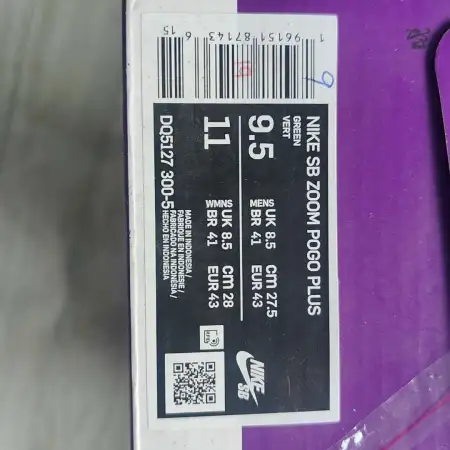 1 96151 87143 6 15
NIKE SB ZOOM POGO PLUS
GREEN
VERT
9.5
MENS
UK 8.5
cm 27.5
BR 41
EUR 43
11
WMNS
UK 8.5
cm 28
BR 41
EUR 43
DQ5127 300-5
MADE IN INDONESIA /
FABRIQUÉ EN INDONÉSIE /
FABRICADO NA INDONÉSIA /
HECHO EN INDONESIA
NIKE
SB